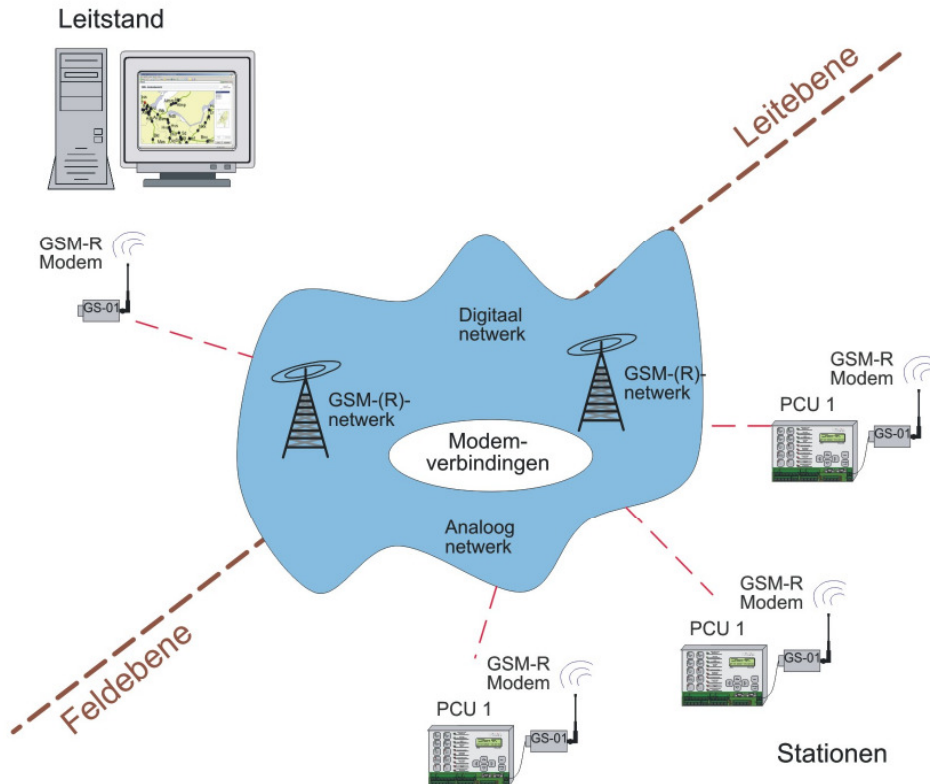 Leitstand
Leitebene
GSM-R
Modem
GS-01
Digitaal
netwerk
GSM-(R)-
netwerk
GSM-(R)-
netwerk
Modem-
verbindingen
Analoog
netwerk
GSM-R
Modem
PCU 1
GS-01
GSM-R
Modem
PCU 1
GS-01
GSM-R
Modem
PCU 1
GS-01
Feldebene
Stationen